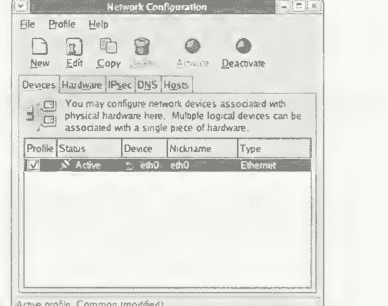 Network Configuration
File Profile Help
New Edit Copy Delete Activate Deactivate
Devices Hardware IPsec DNS Hosts
You may configure network devices associated with
physical hardware here. Multiple logical devices can be
associated with a single piece of hardware.
Profile Status Device Nickname Type
Active eth0 eth0 Ethernet
Active profile: Common (modified)